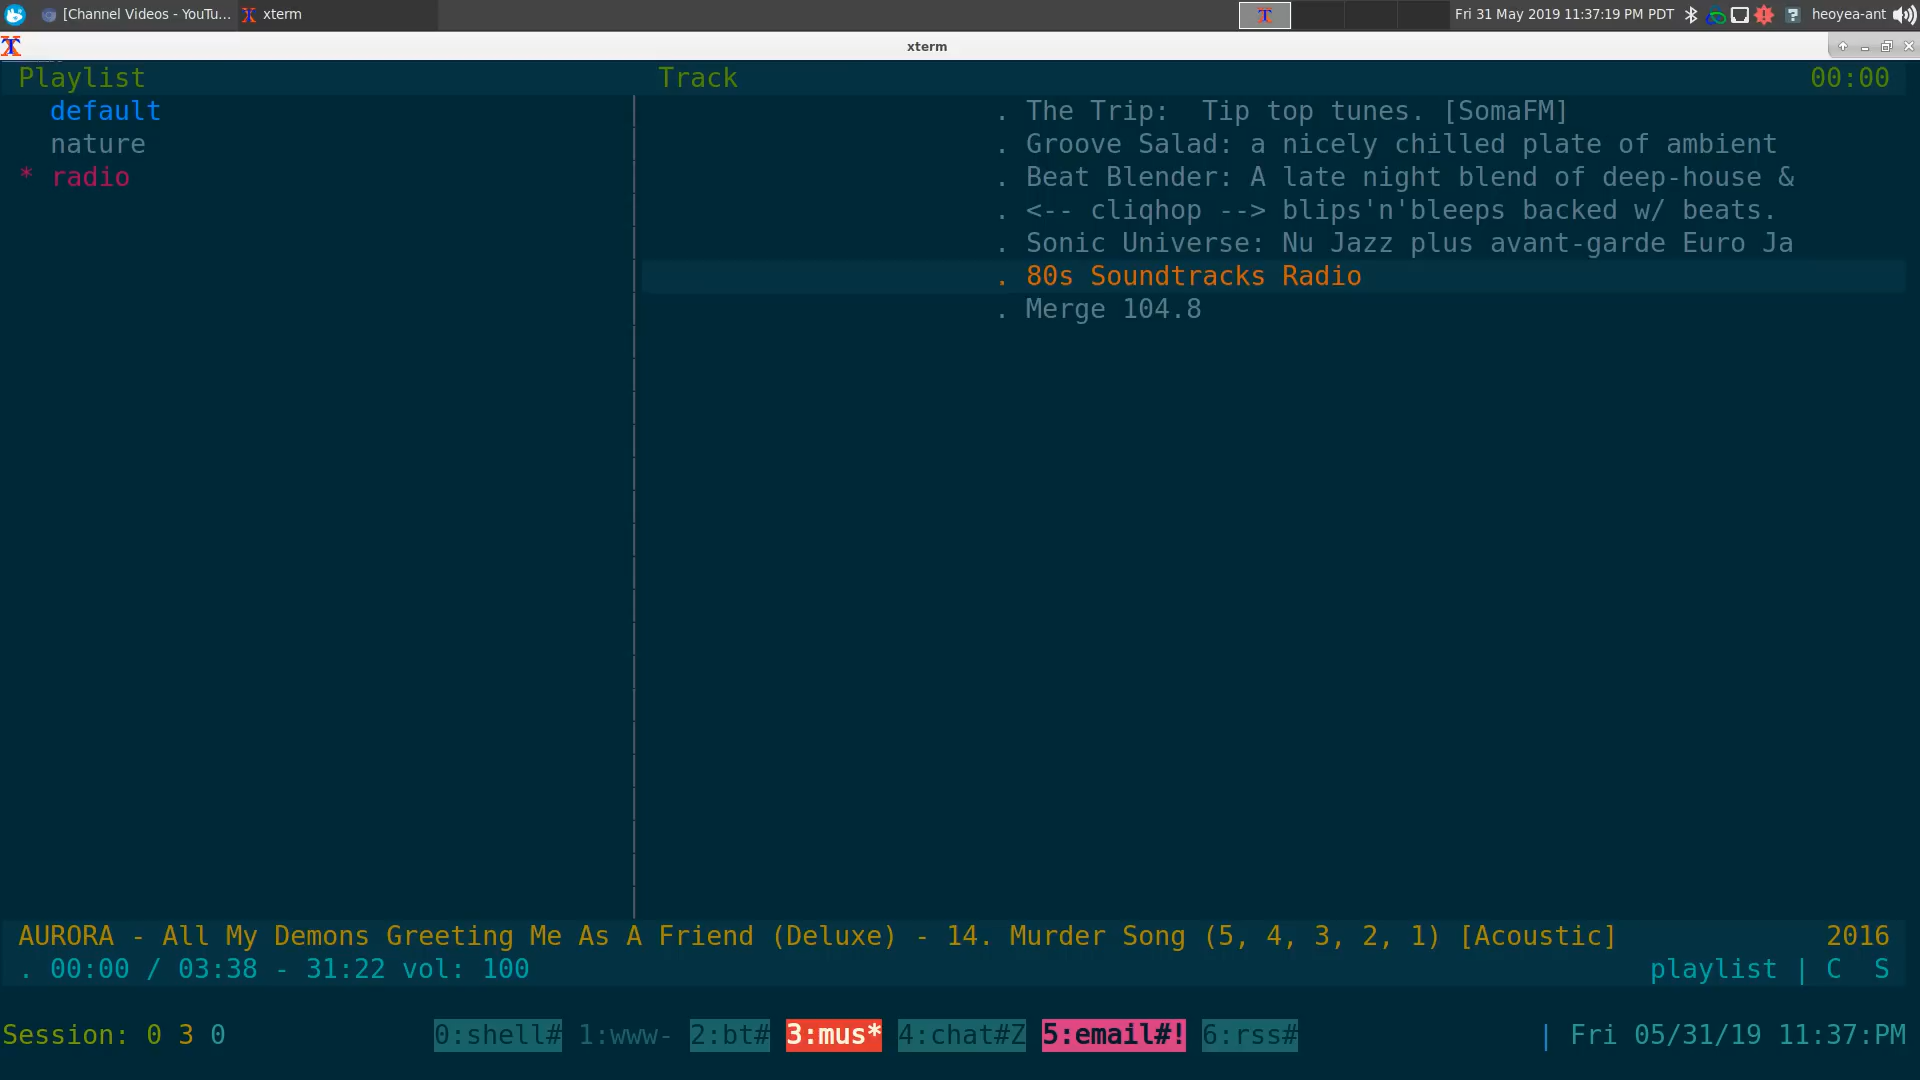 [Channel Videos - YouTu... xterm Fri 31 May 2019 11:37:19 PM PDT heoyea-ant
xterm
Playlist Track 00:00
default . The Trip:  Tip top tunes. [SomaFM]
nature . Groove Salad: a nicely chilled plate of ambient
* radio . Beat Blender: A late night blend of deep-house &
. <-- cliqhop --> blips'n'bleeps backed w/ beats.
. Sonic Universe: Nu Jazz plus avant-garde Euro Ja
. 80s Soundtracks Radio
. Merge 104.8
AURORA - All My Demons Greeting Me As A Friend (Deluxe) - 14. Murder Song (5, 4, 3, 2, 1) [Acoustic] 2016
. 00:00 / 03:38 - 31:22 vol: 100 playlist | C  S
Session: 0 3 0 0:shell# 1:www- 2:bt# 3:mus* 4:chat#Z 5:email#! 6:rss# | Fri 05/31/19 11:37:PM